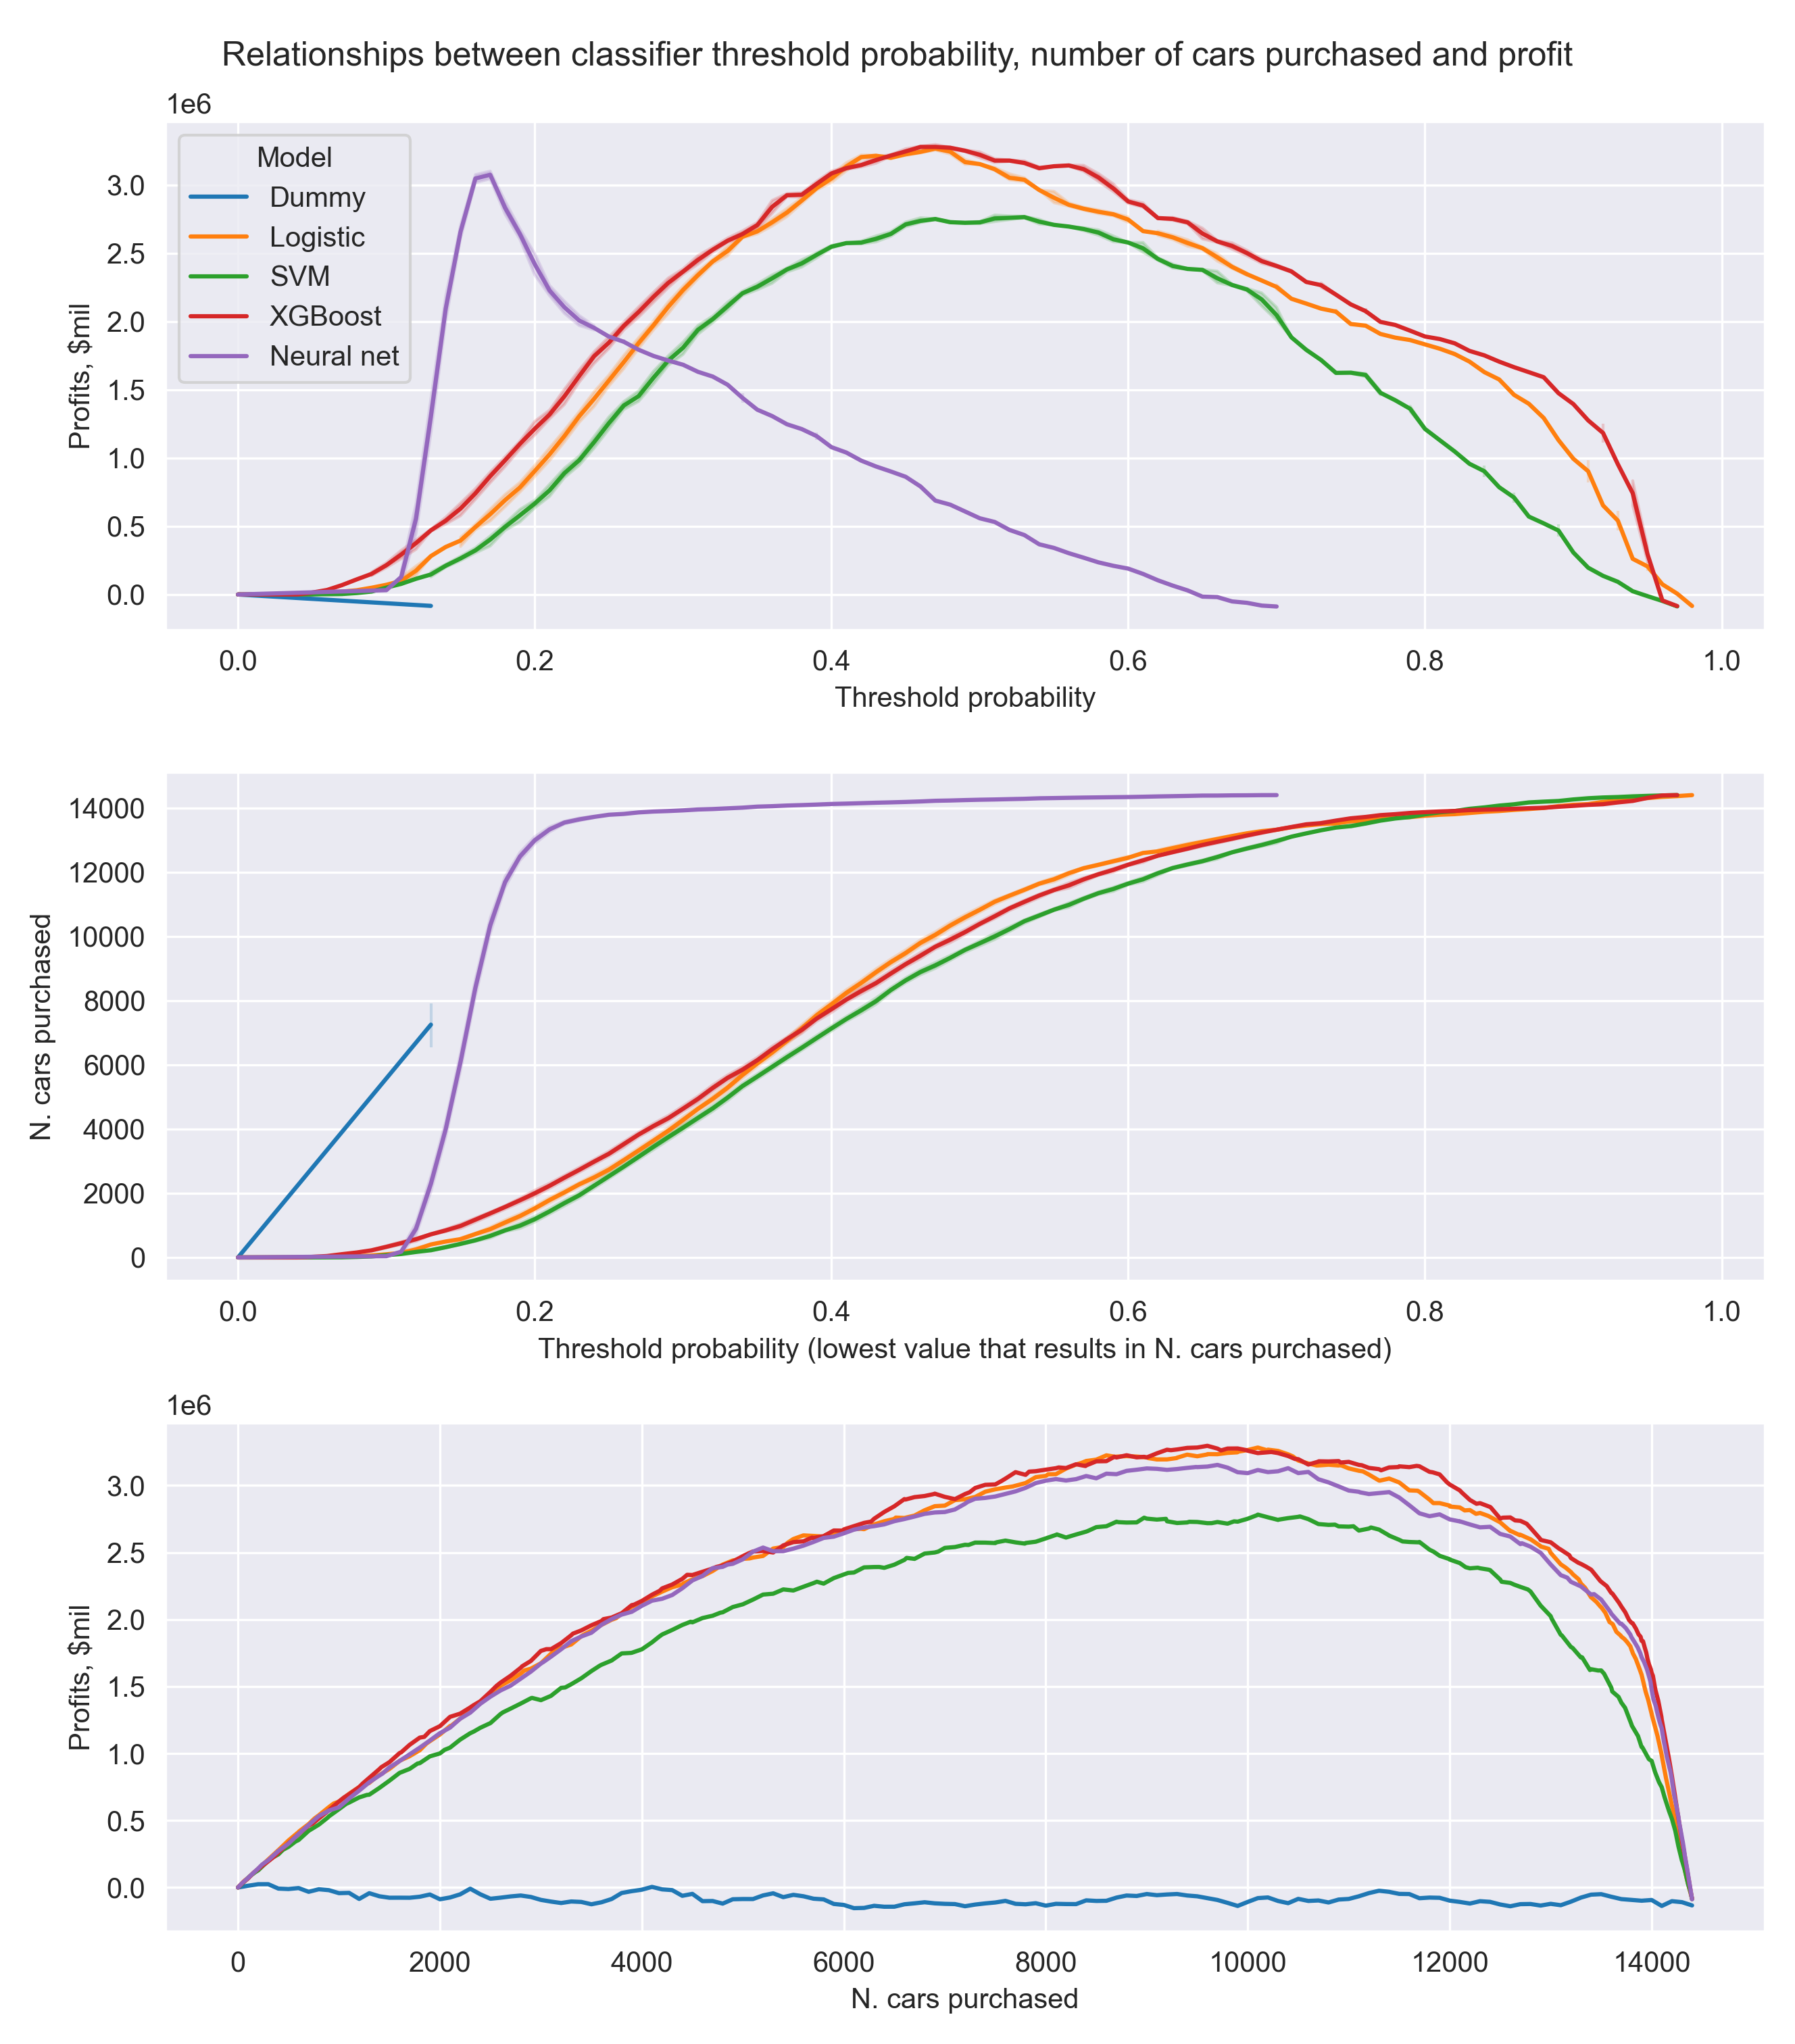 Relationships between classifier threshold probability, number of cars purchased and profit
1e6
Model
Dummy
Logistic
SVM
XGBoost
Neural net
Profits, $mil
3.0
2.5
2.0
1.5
1.0
0.5
0.0
0.0 0.2 0.4 0.6 0.8 1.0
Threshold probability
N. cars purchased
14000
12000
10000
8000
6000
4000
2000
0
0.0 0.2 0.4 0.6 0.8 1.0
Threshold probability (lowest value that results in N. cars purchased)
1e6
Profits, $mil
3.0
2.5
2.0
1.5
1.0
0.5
0.0
0 2000 4000 6000 8000 10000 12000 14000
N. cars purchased